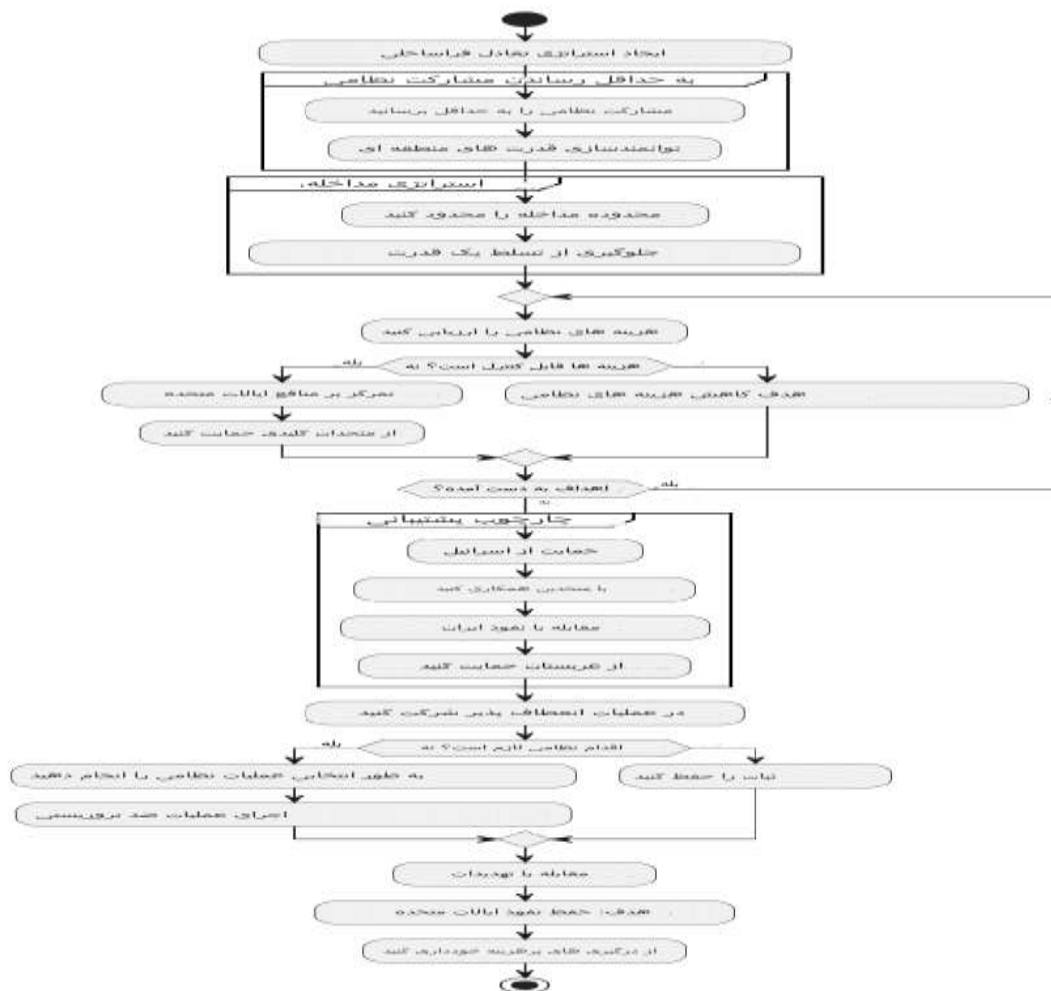 ایجاد استراتژی تعادل فراساحلی
به حداقل رساندن مشارکت نظامی
مشارکت نظامی را به حداقل برسانید
توانمندسازی قدرت های منطقه ای
استراتژی مداخله.
محدوده مداخله را محدود کنید
جلوگیری از تسلط یک قدرت
هزینه های نظامی را ارزیابی کنید
هزینه ها قابل کنترل است؟ نه
بله
تمرکز بر منافع ایالات متحده
هدف کاهش هزینه های نظامی
از متحدان کلیدی حمایت کنید
اهداف به دست آمده؟
بله
نه
چارچوب پشتیبانی
حمایت از اسرائیل
با متحدین همکاری کنید
مقابله با نفوذ ایران
از عربستان حمایت کنید
در عملیات انعطاف پذیر شرکت کنید
اقدام نظامی لازم است؟ نه
بله
به طور انتخابی عملیات نظامی را انجام دهید
ثبات را حفظ کنید
اجرای عملیات ضد تروریستی
مقابله با تهدیدات
هدف: حفظ نفوذ ایالات متحده
از درگیری های پرهزینه خودداری کنید